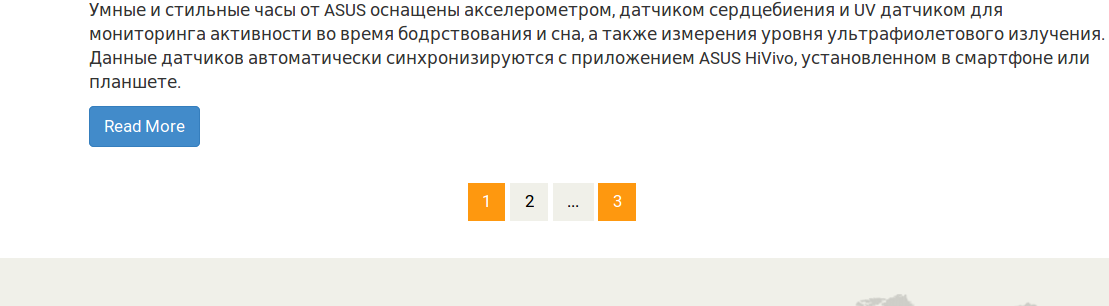 Умные и стильные часы от ASUS оснащены акселерометром, датчиком сердцебиения и UV датчиком для
мониторинга активности во время бодрствования и сна, а также измерения уровня ультрафиолетового излучения.
Данные датчиков автоматически синхронизируются с приложением ASUS HiVivo, установленном в смартфоне или
планшете.
Read More
1 2 ... 3